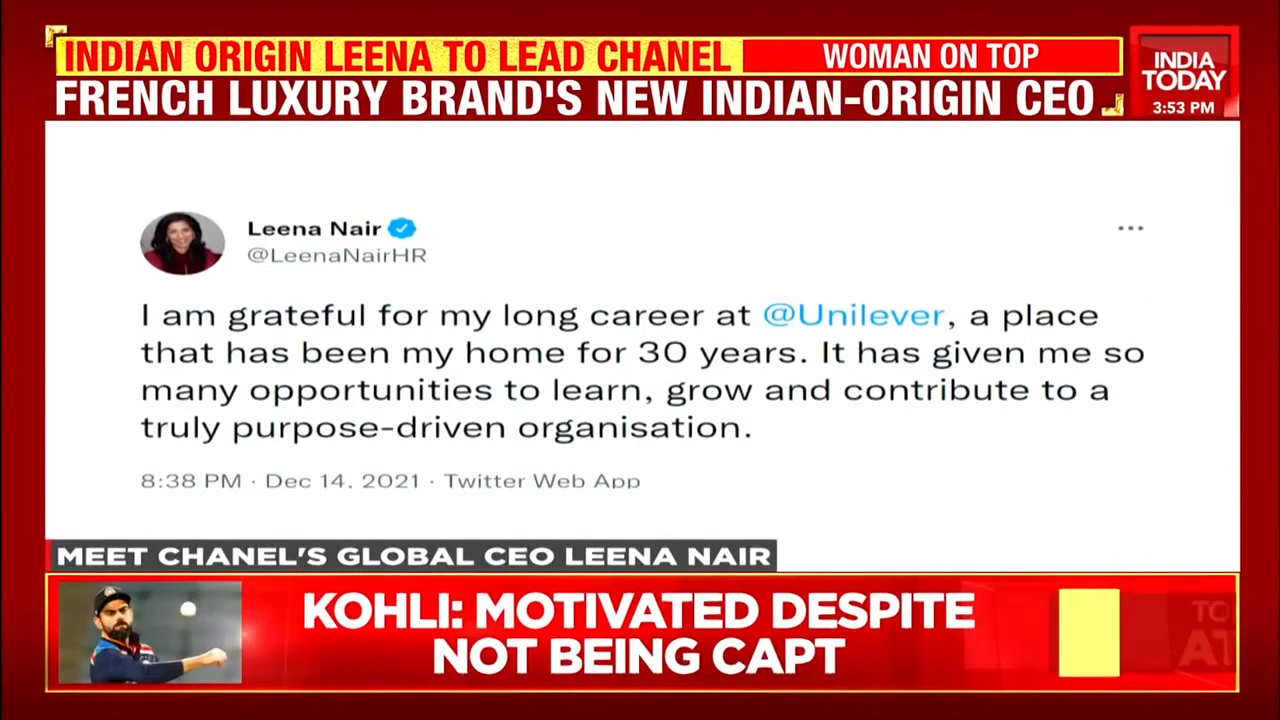 INDIAN ORIGIN LEENA TO LEAD CHANEL
WOMAN ON TOP
FRENCH LUXURY BRAND'S NEW INDIAN-ORIGIN CEO
INDIA
TODAY
3:53 PM
Leena Nair
@LeenaNairHR
I am grateful for my long career at @Unilever, a place
that has been my home for 30 years. It has given me so
many opportunities to learn, grow and contribute to a
truly purpose-driven organisation.
8:38 PM · Dec 14, 2021 · Twitter Web App
MEET CHANEL'S GLOBAL CEO LEENA NAIR
KOHLI: MOTIVATED DESPITE
NOT BEING CAPT